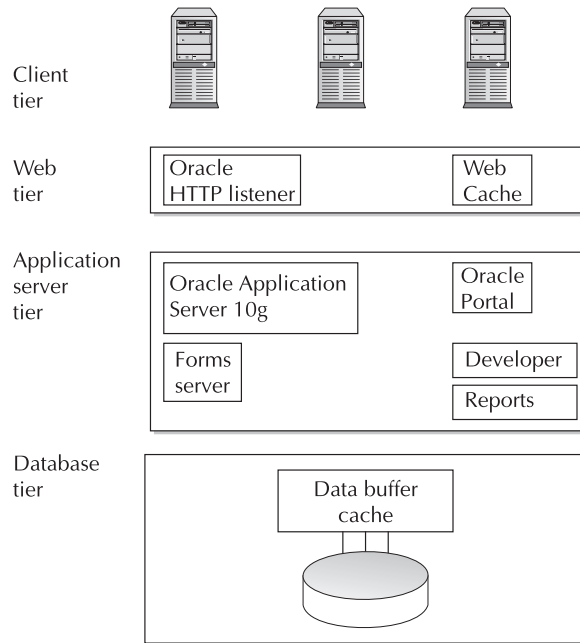 Client
tier
Web
tier
Oracle
HTTP listener
Web
Cache
Application
server
tier
Oracle Application
Server 10g
Oracle
Portal
Forms
server
Developer
Reports
Database
tier
Data buffer
cache